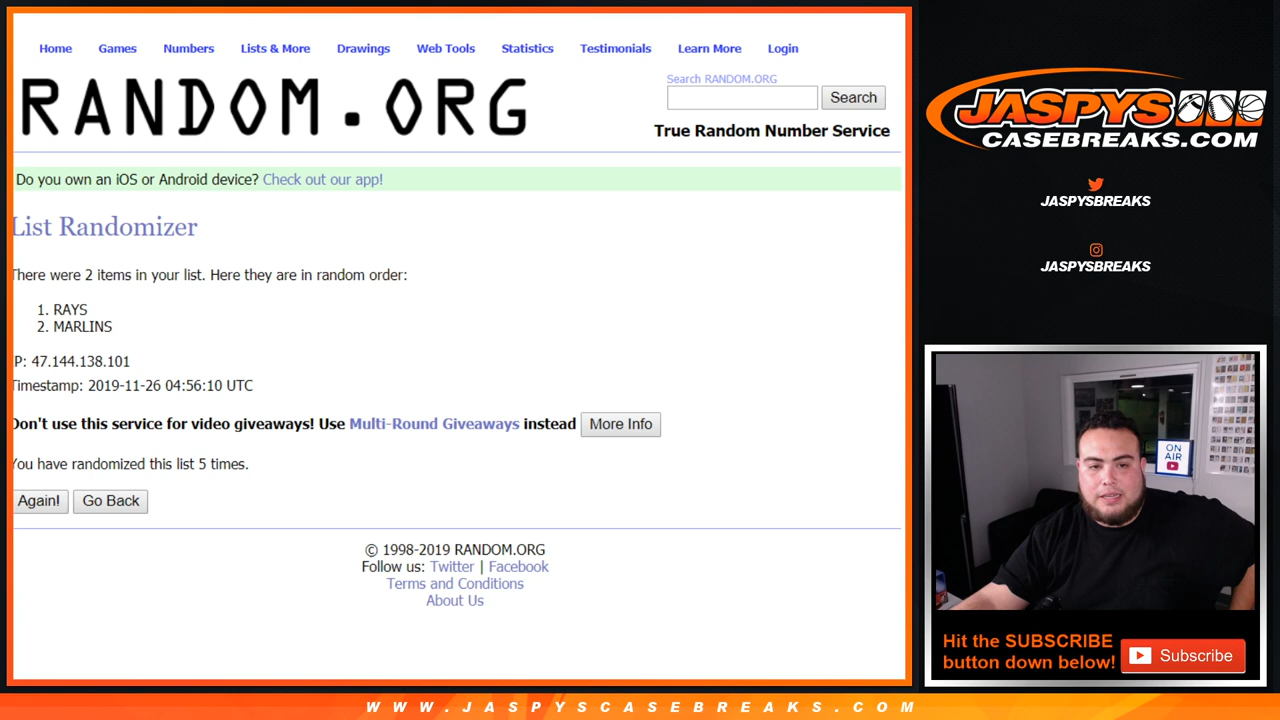 Home Games Numbers Lists & More Drawings Web Tools Statistics Testimonials Learn More Login
RANDOM.ORG
Search RANDOM.ORG
Search
True Random Number Service
Do you own an iOS or Android device? Check out our app!
List Randomizer
There were 2 items in your list. Here they are in random order:
1. RAYS
2. MARLINS
IP: 47.144.138.101
Timestamp: 2019-11-26 04:56:10 UTC
Don't use this service for video giveaways! Use Multi-Round Giveaways instead More Info
You have randomized this list 5 times.
Again! Go Back
© 1998-2019 RANDOM.ORG
Follow us: Twitter | Facebook
Terms and Conditions
About Us
JASPYS
CASEBREAKS.COM
JASPYSBREAKS
JASPYSBREAKS
ON
AIR
Hit the SUBSCRIBE
button down below!
Subscribe
WWW.JASPYSCASEBREAKS.COM